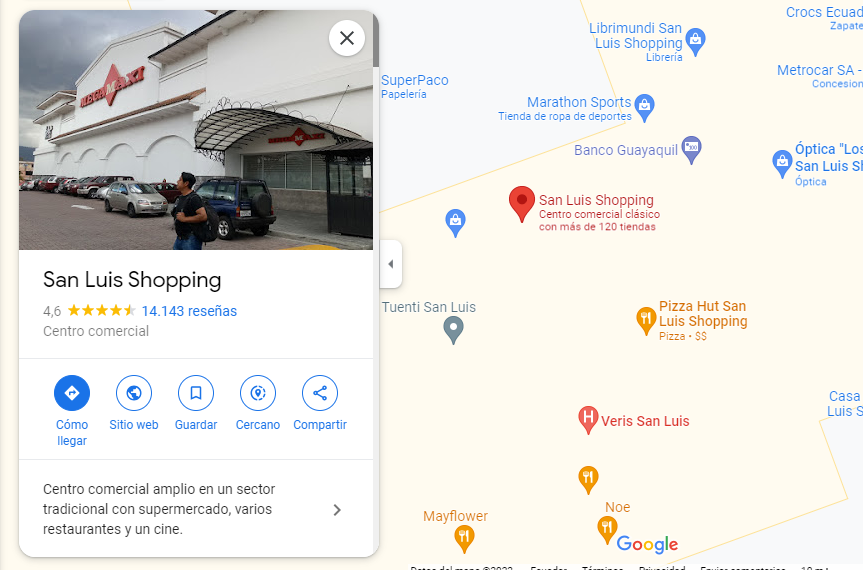 MEGAMAXI
MEGAMAXI
San Luis Shopping
4,6
14.143 reseñas
Centro comercial
Cómo
llegar
Sitio web
Guardar
Cercano
Compartir
Centro comercial amplio en un sector
tradicional con supermercado, varios
restaurantes y un cine.
Crocs Ecuad
Zapate
Librimundi San
Luis Shopping
Librería
SuperPaco
Papelería
Metrocar SA -
Concesion
Marathon Sports
Tienda de ropa de deportes
Banco Guayaquil
Óptica "Los
San Luis Sh
Óptica
San Luis Shopping
Centro comercial clásico
con más de 120 tiendas
Tuenti San Luis
Pizza Hut San
Luis Shopping
Pizza • $$
Casa
Luis S
H
Veris San Luis
Mayflower
Noe
Google
Datos del mapa ©2023
Ecuador
Términos
Privacidad
Enviar comentarios